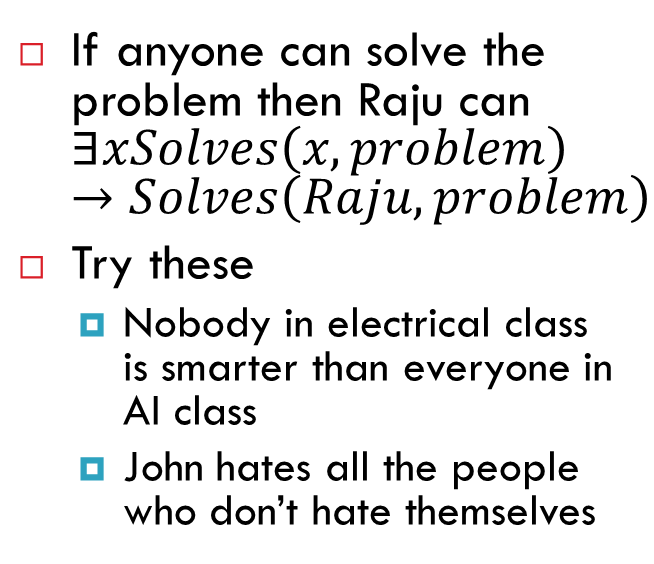 If anyone can solve the
problem then Raju can
∃xSolves(x, problem)
→ Solves(Raju, problem)
Try these
Nobody in electrical class
is smarter than everyone in
AI class
John hates all the people
who don’t hate themselves